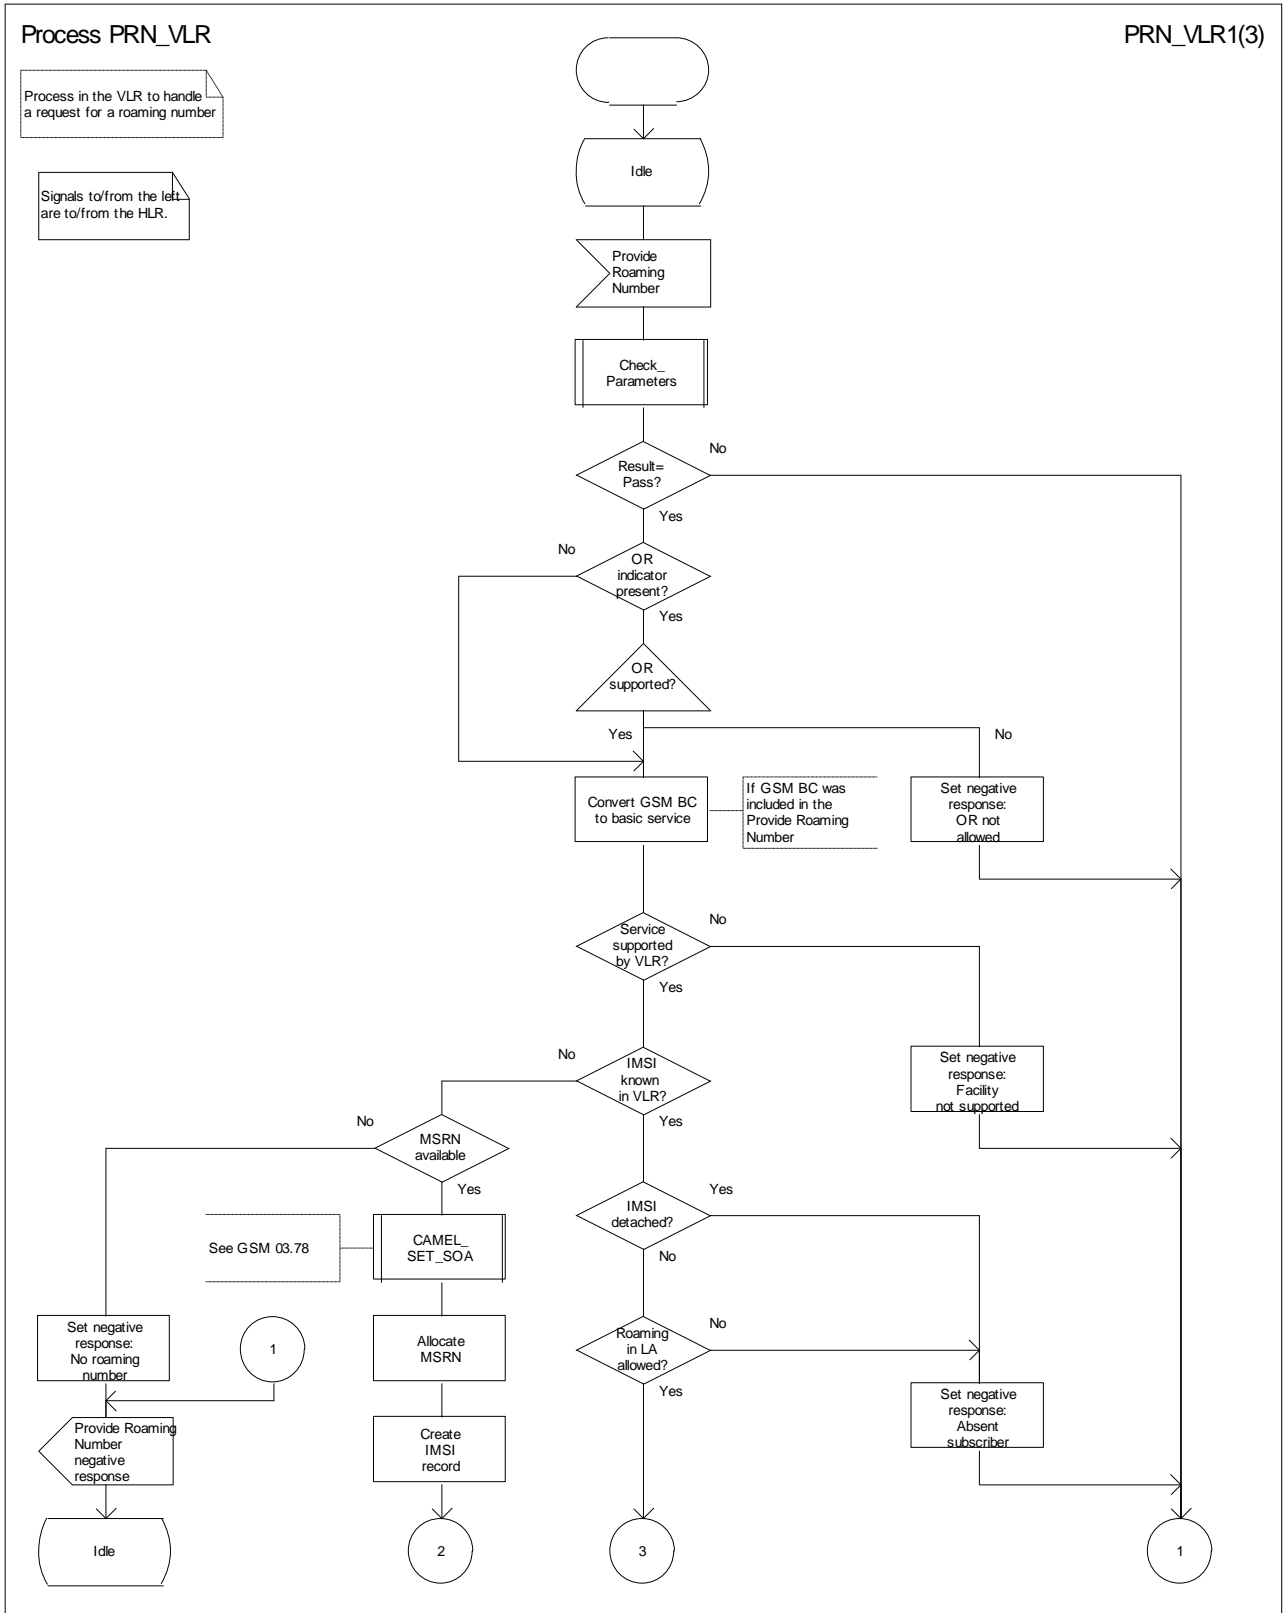 Process PRN_VLR
PRN_VLR1(3)
Process in the VLR to handle
a request for a roaming number
Signals to/from the left
are to/from the HLR.
Idle
Provide
Roaming
Number
Check_
Parameters
Result=
Pass?
No
Yes
OR
indicator
present?
No
Yes
OR
supported?
Yes
No
Convert GSM BC
to basic service
If GSM BC was
included in the
Provide Roaming
Number
Set negative
response:
OR not
allowed
Service
supported
by VLR?
No
Yes
Set negative
response:
Facility
not supported
IMSI
known
in VLR?
No
Yes
MSRN
available
No
Yes
IMSI
detached?
Yes
No
See GSM 03.78
CAMEL_
SET_SOA
Set negative
response:
No roaming
number
1
Allocate
MSRN
Roaming
in LA
allowed?
No
Yes
Set negative
response:
Absent
subscriber
Provide Roaming
Number
negative
response
Create
IMSI
record
Idle
2
3
1